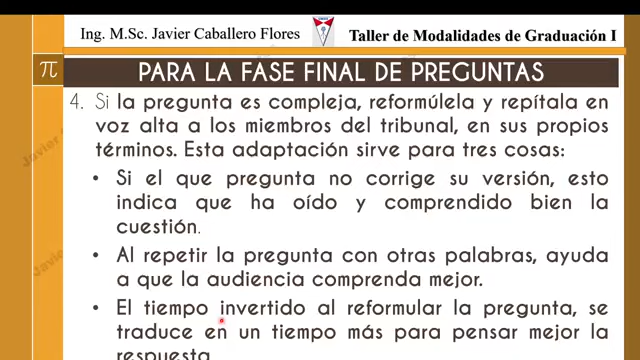 Ing. M.Sc. Javier Caballero Flores
Taller de Modalidades de Graduación I
π
PARA LA FASE FINAL DE PREGUNTAS
4. Si la pregunta es compleja, reformúlela y repítala en
voz alta a los miembros del tribunal, en sus propios
términos. Esta adaptación sirve para tres cosas:
• Si el que pregunta no corrige su versión, esto
indica que ha oído y comprendido bien la
cuestión.
• Al repetir la pregunta con otras palabras, ayuda
a que la audiencia comprenda mejor.
• El tiempo invertido al reformular la pregunta, se
traduce en un tiempo más para pensar mejor la
respuesta